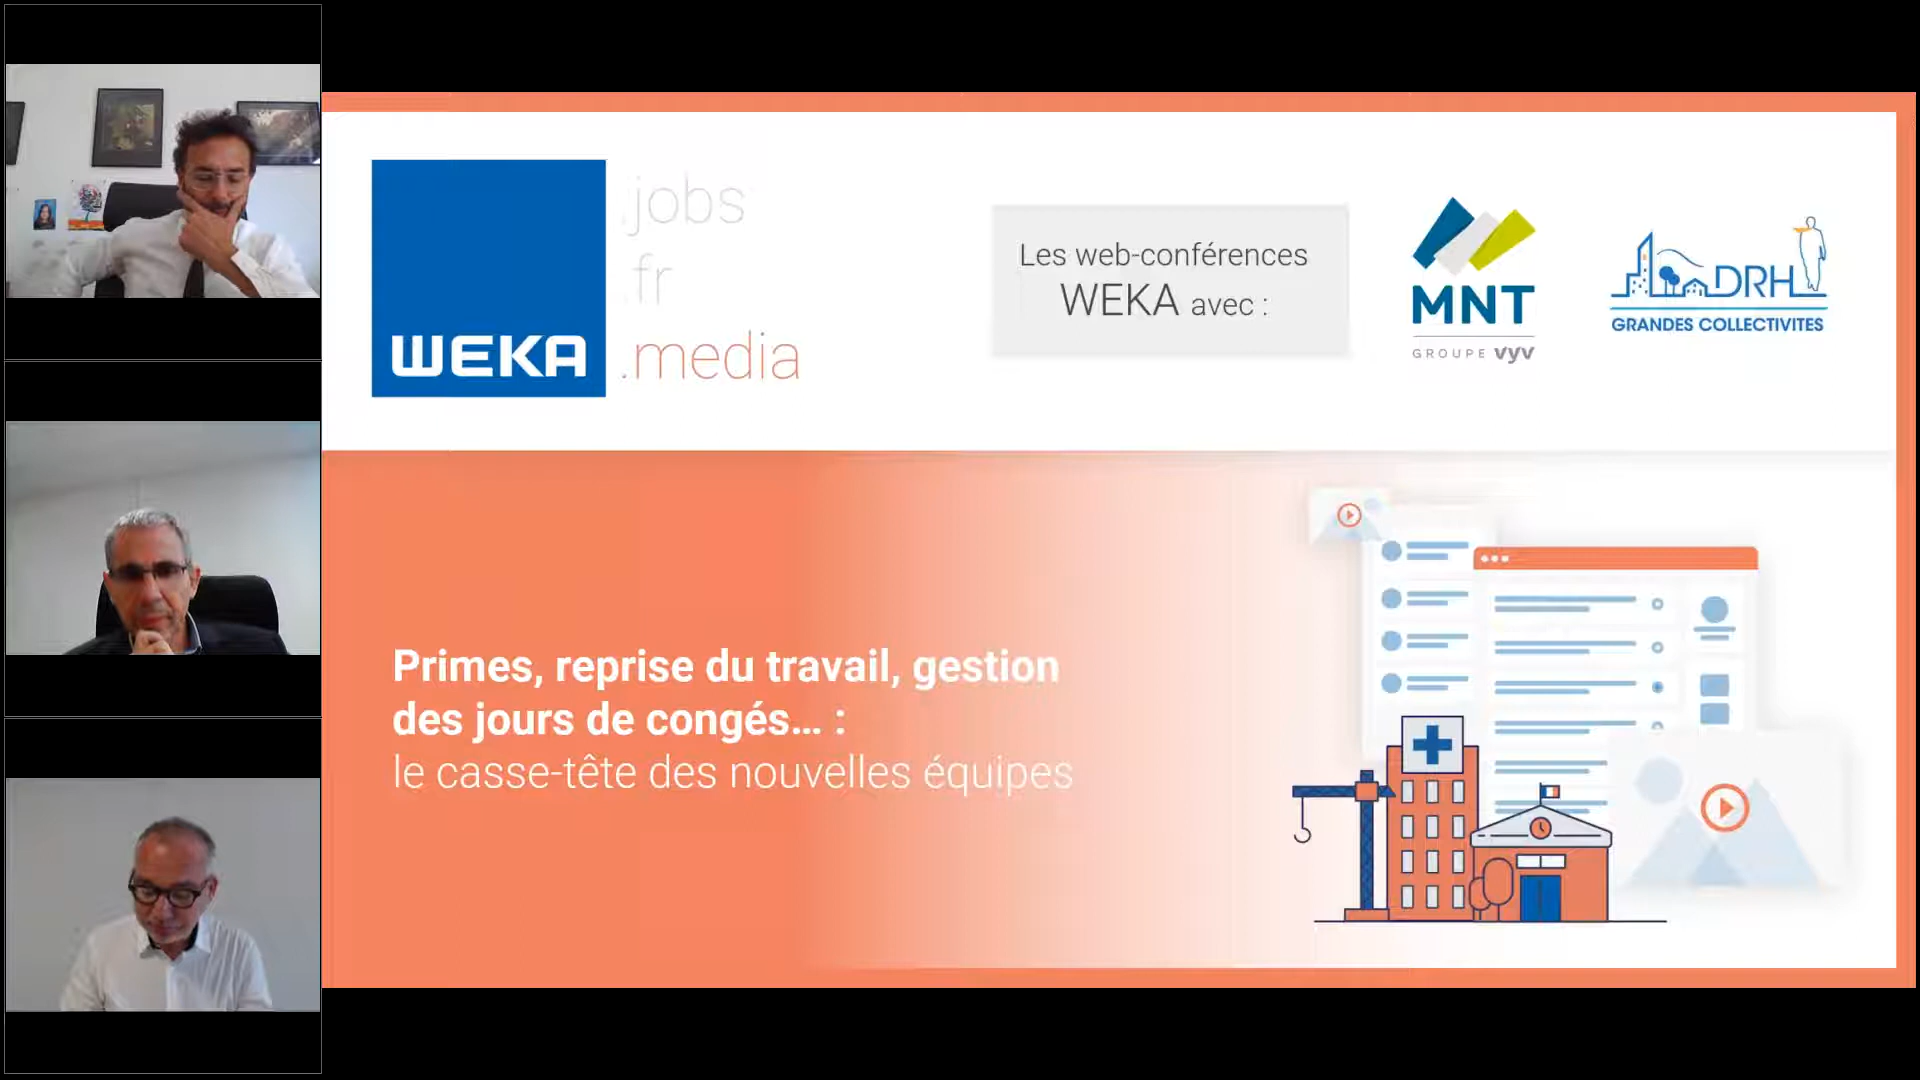 WEKA
.jobs
.fr
.media
Les web-conférences
WEKA avec :
MNT
GROUPE vyv
DRH
GRANDES COLLECTIVITES
Primes, reprise du travail, gestion
des jours de congés... :
le casse-tête des nouvelles équipes